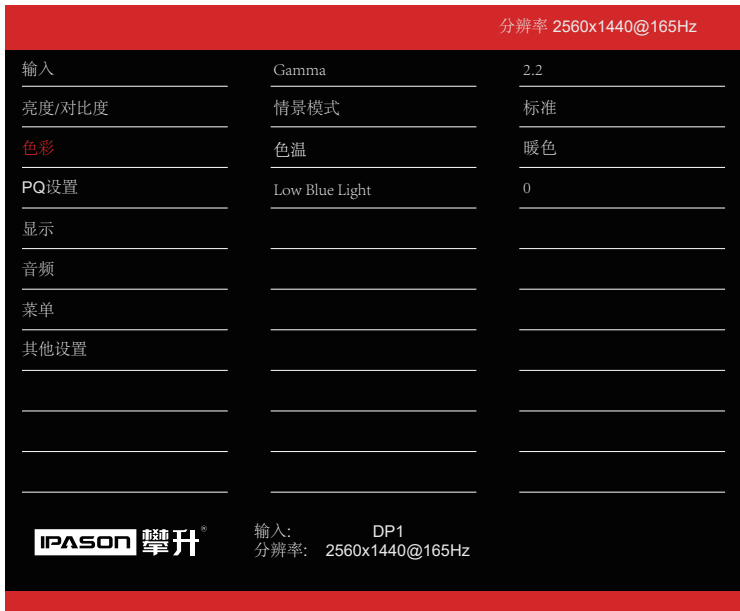 分辨率 2560x1440@165Hz
输入 Gamma 2.2
亮度/对比度 情景模式 标准
色彩 色温 暖色
PQ设置 Low Blue Light 0
显示
音频
菜单
其他设置
IPASON 攀升®
输入: DP1
分辨率: 2560x1440@165Hz